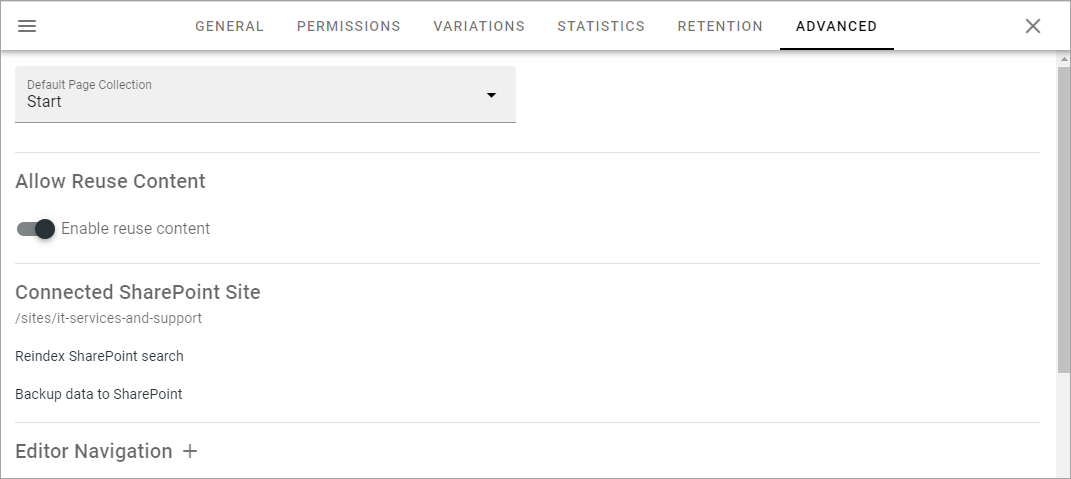 GENERAL PERMISSIONS VARIATIONS STATISTICS RETENTION ADVANCED
Default Page Collection
Start
Allow Reuse Content
Enable reuse content
Connected SharePoint Site
/sites/it-services-and-support
Reindex SharePoint search
Backup data to SharePoint
Editor Navigation +